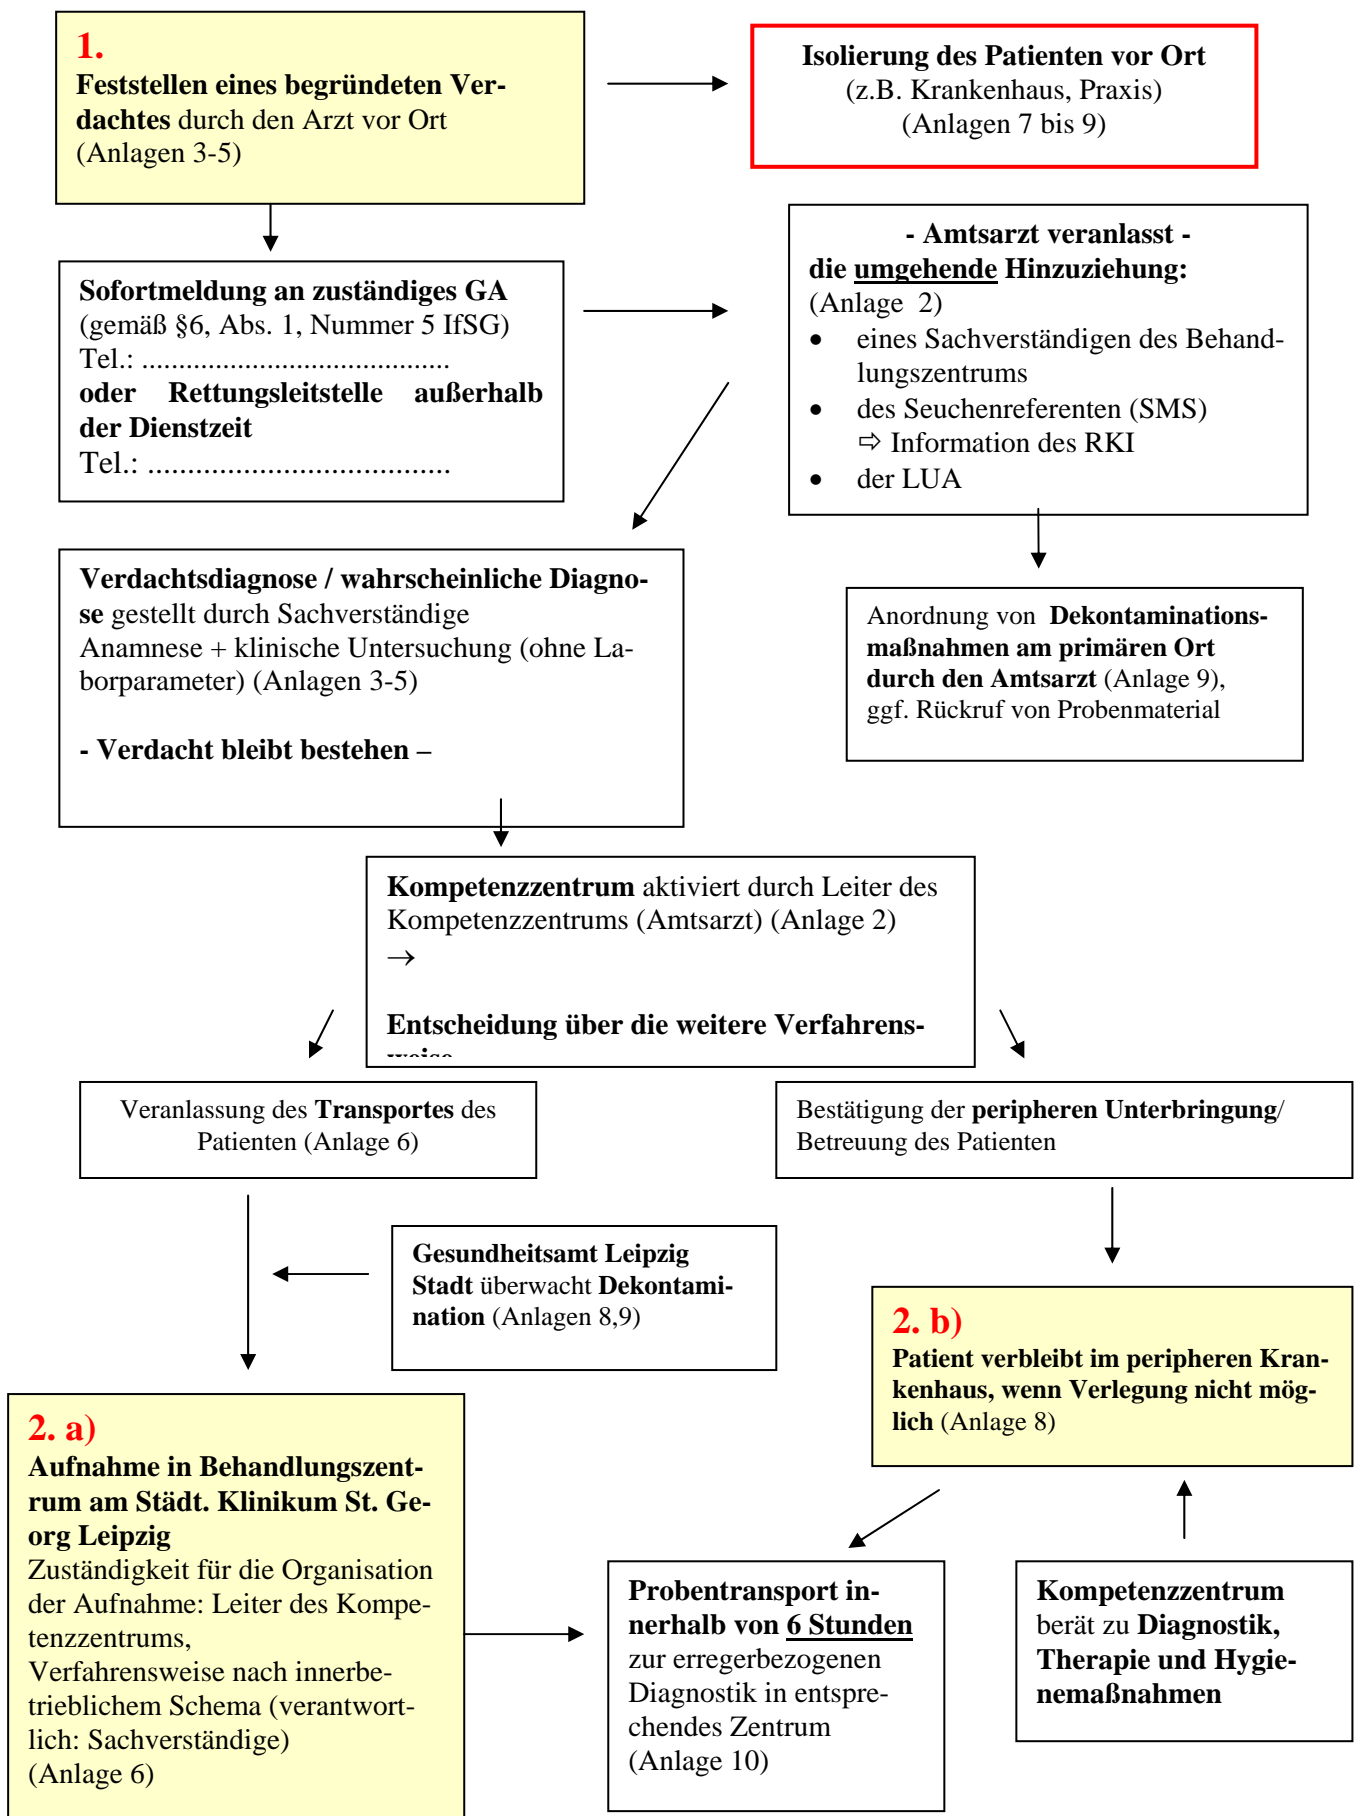 1.
Feststellen eines begründeten Ver-
dachtes durch den Arzt vor Ort
(Anlagen 3-5)
Isolierung des Patienten vor Ort
(z.B. Krankenhaus, Praxis)
(Anlagen 7 bis 9)
Sofortmeldung an zuständiges GA
(gemäß §6, Abs. 1, Nummer 5 IfSG)
Tel.: .........................................
oder Rettungsleitstelle außerhalb
der Dienstzeit
Tel.: ......................................
- Amtsarzt veranlasst -
die umgehende Hinzuziehung:
(Anlage 2)
• eines Sachverständigen des Behand-
lungszentrums
• des Seuchenreferenten (SMS)
⇨ Information des RKI
• der LUA
Verdachtsdiagnose / wahrscheinliche Diagno-
se gestellt durch Sachverständige
Anamnese + klinische Untersuchung (ohne La-
borparameter) (Anlagen 3-5)
- Verdacht bleibt bestehen –
Anordnung von Dekontaminations-
maßnahmen am primären Ort
durch den Amtsarzt (Anlage 9),
ggf. Rückruf von Probenmaterial
Kompetenzzentrum aktiviert durch Leiter des
Kompetenzzentrums (Amtsarzt) (Anlage 2)
→
Entscheidung über die weitere Verfahrens-
weise
Veranlassung des Transportes des
Patienten (Anlage 6)
Bestätigung der peripheren Unterbringung/
Betreuung des Patienten
Gesundheitsamt Leipzig
Stadt überwacht Dekontami-
nation (Anlagen 8,9)
2. b)
Patient verbleibt im peripheren Kran-
kenhaus, wenn Verlegung nicht mög-
lich (Anlage 8)
2. a)
Aufnahme in Behandlungszent-
rum am Städt. Klinikum St. Ge-
org Leipzig
Zuständigkeit für die Organisation
der Aufnahme: Leiter des Kompe-
tenzzentrums,
Verfahrensweise nach innerbe-
trieblichem Schema (verantwort-
lich: Sachverständige)
(Anlage 6)
Probentransport in-
nerhalb von 6 Stunden
zur erregerbezogenen
Diagnostik in entspre-
chendes Zentrum
(Anlage 10)
Kompetenzzentrum
berät zu Diagnostik,
Therapie und Hygie-
nemaßnahmen